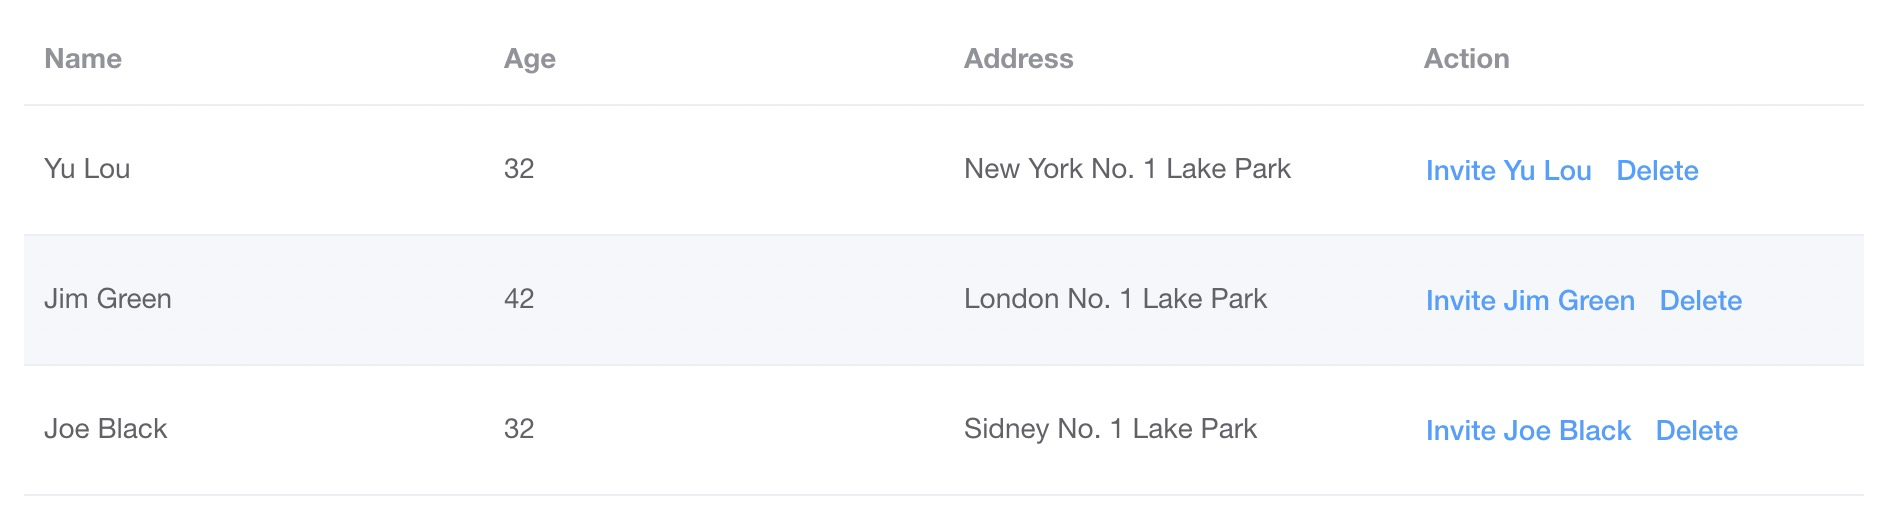 Name Age Address Action
Yu Lou 32 New York No. 1 Lake Park Invite Yu Lou Delete
Jim Green 42 London No. 1 Lake Park Invite Jim Green Delete
Joe Black 32 Sidney No. 1 Lake Park Invite Joe Black Delete